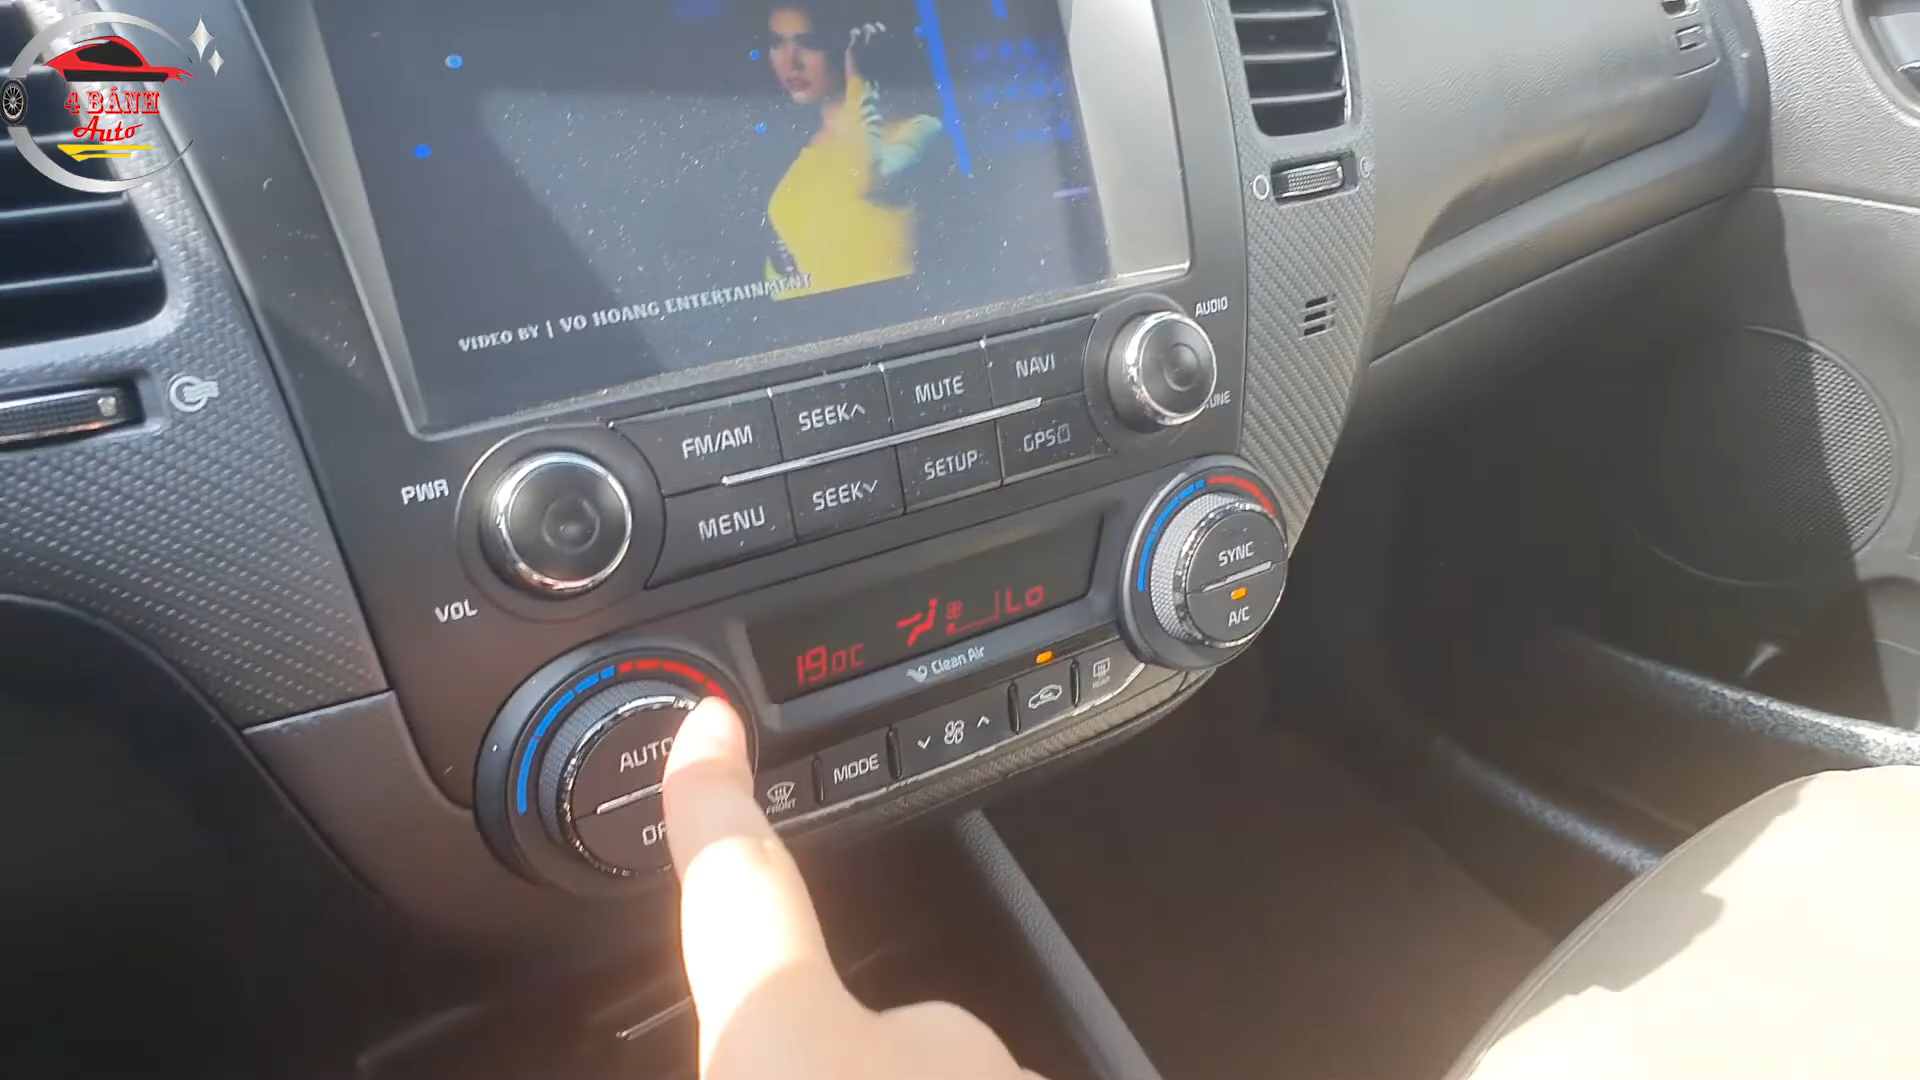 4 BÁNH
Auto
VIDEO BY | VO HOANG ENTERTAINMENT
AUDIO
FM/AM
SEEK
MUTE
NAVI
PWR
MENU
SEEK
SETUP
GPS
VOL
SYNC
A/C
19°C
Lo
Clean Air
AUTO
MODE
FRONT